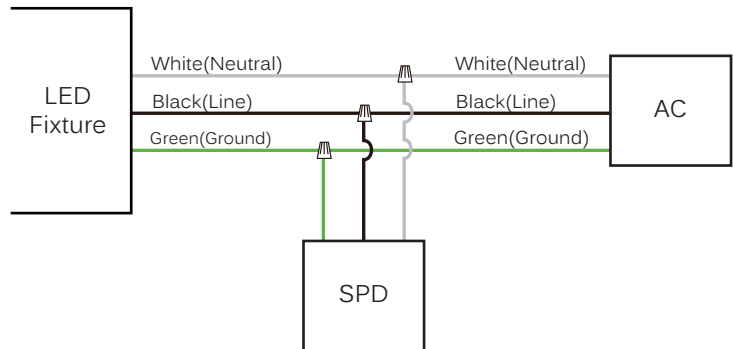 White(Neutral)
White(Neutral)
LED
Fixture
Black(Line)
Black(Line)
AC
Green(Ground)
Green(Ground)
SPD